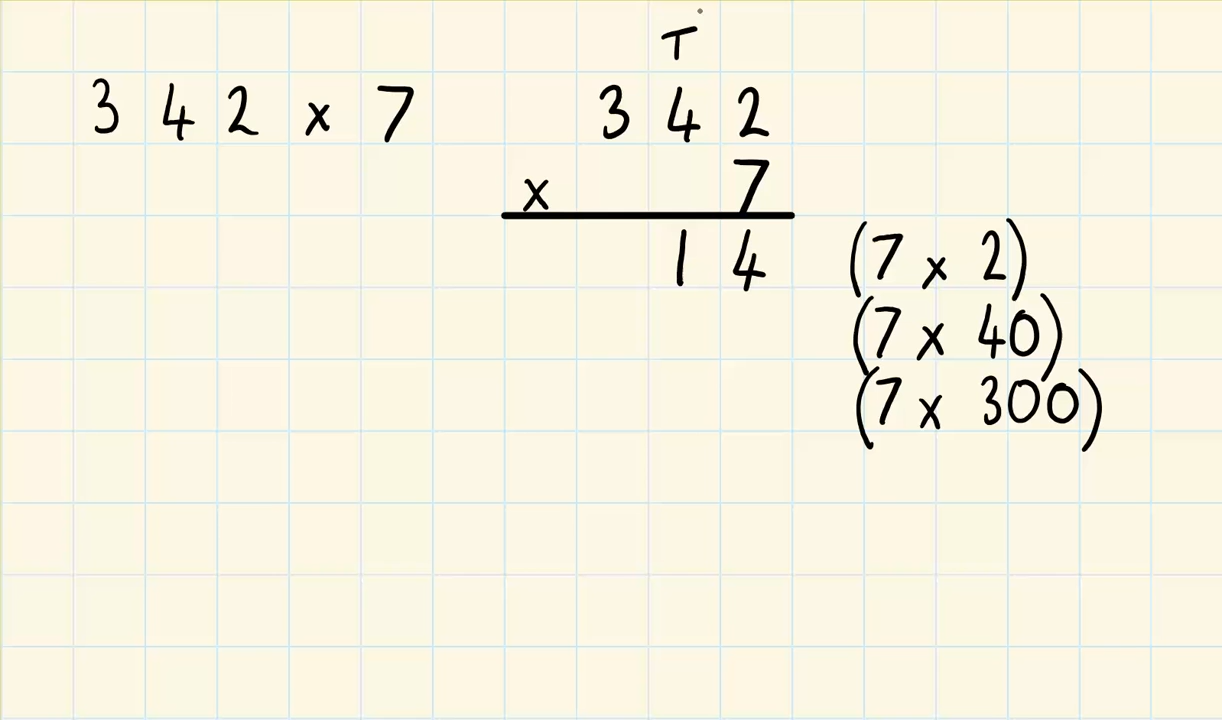 T
3 4 2 x 7
3 4 2
x 7
1 4 (7 x 2)
(7 x 40)
(7 x 300)